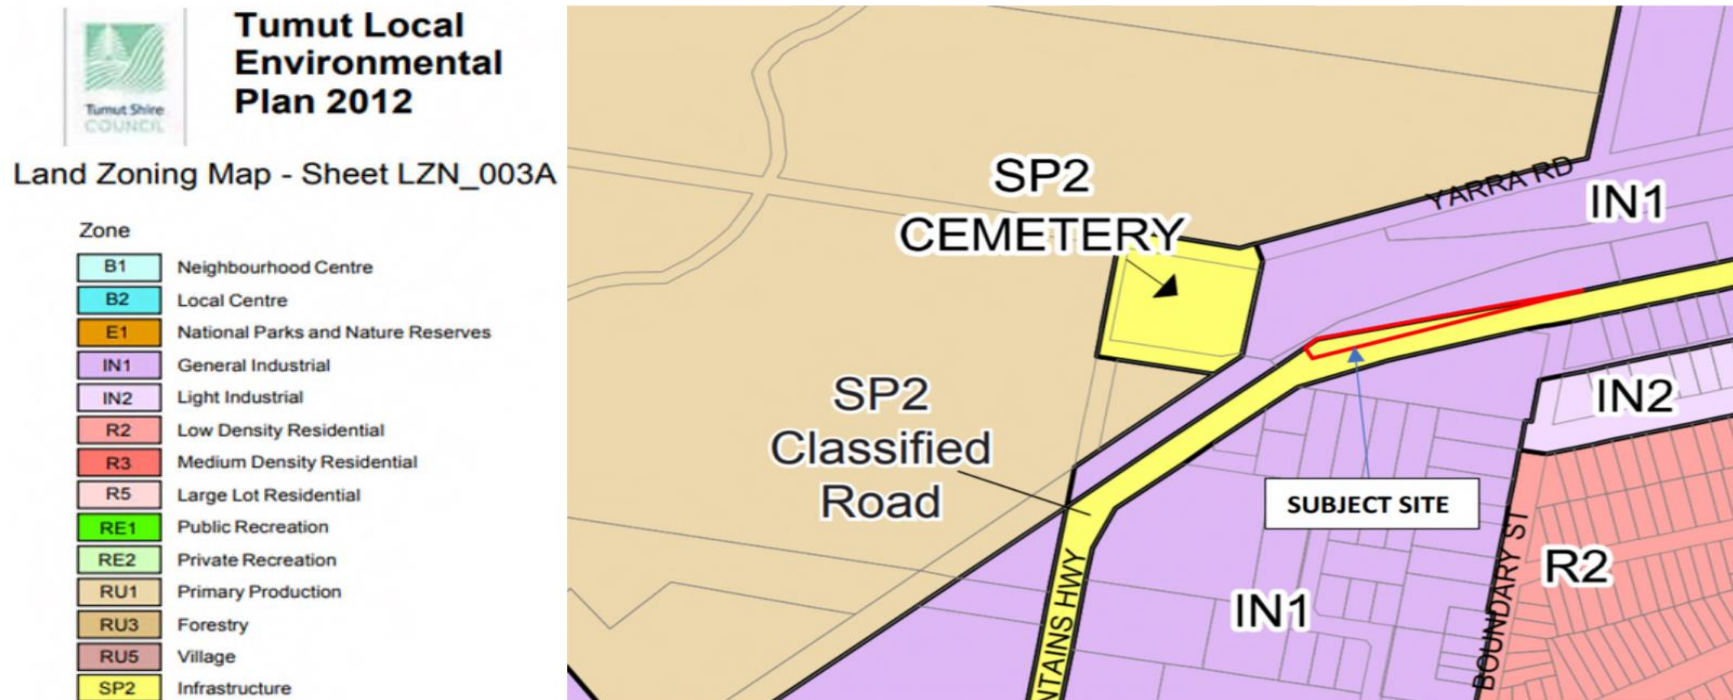 Tumut Shire
COUNCIL
Tumut Local
Environmental
Plan 2012
Land Zoning Map - Sheet LZN_003A
Zone
B1 Neighbourhood Centre
B2 Local Centre
E1 National Parks and Nature Reserves
IN1 General Industrial
IN2 Light Industrial
R2 Low Density Residential
R3 Medium Density Residential
R5 Large Lot Residential
RE1 Public Recreation
RE2 Private Recreation
RU1 Primary Production
RU3 Forestry
RU5 Village
SP2 Infrastructure
SP2
CEMETERY
YARRA RD
IN1
SP2
Classified
Road
IN2
SUBJECT SITE
R2
IN1
BOUNDARY ST
NTAINS HWY